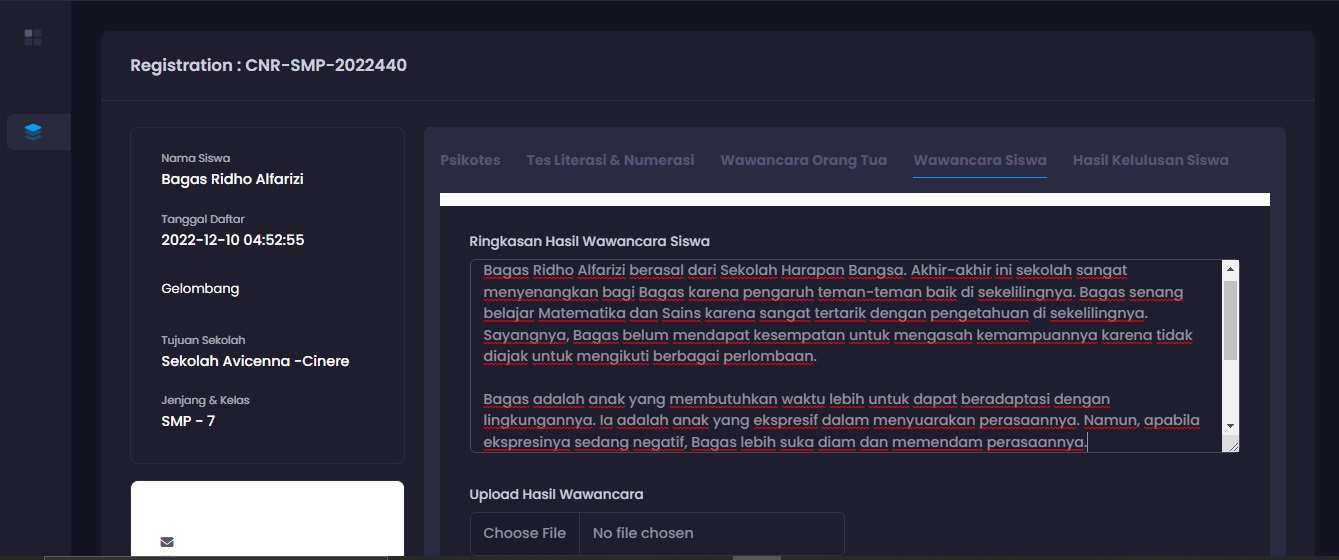 Registration : CNR-SMP-2022440
Nama Siswa
Bagas Ridho Alfarizi
Tanggal Daftar
2022-12-10 04:52:55
Gelombang
Tujuan Sekolah
Sekolah Avicenna -Cinere
Jenjang & Kelas
SMP - 7
Psikotes
Tes Literasi & Numerasi
Wawancara Orang Tua
Wawancara Siswa
Hasil Kelulusan Siswa
Ringkasan Hasil Wawancara Siswa
Bagas Ridho Alfarizi berasal dari Sekolah Harapan Bangsa. Akhir-akhir ini sekolah sangat
menyenangkan bagi Bagas karena pengaruh teman-teman baik di sekelilingnya. Bagas senang
belajar Matematika dan Sains karena sangat tertarik dengan pengetahuan di sekelilingnya.
Sayangnya, Bagas belum mendapat kesempatan untuk mengasah kemampuannya karena tidak
diajak untuk mengikuti berbagai perlombaan.
Bagas adalah anak yang membutuhkan waktu lebih untuk dapat beradaptasi dengan
lingkungannya. Ia adalah anak yang ekspresif dalam menyuarakan perasaannya. Namun, apabila
ekspresinya sedang negatif, Bagas lebih suka diam dan memendam perasaannya.
Upload Hasil Wawancara
Choose File
No file chosen